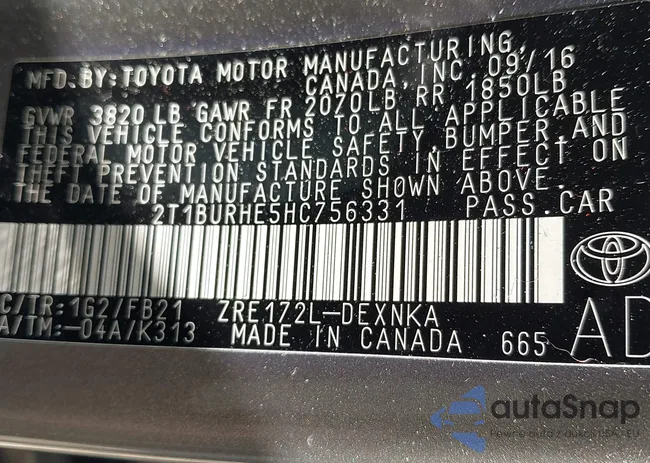 MFD. BY: TOYOTA MOTOR MANUFACTURING,
CANADA, INC. 09/16
GVWR 3820 LB GAWR FR 2070LB RR 1850LB
THIS VEHICLE CONFORMS TO ALL APPLICABLE
FEDERAL MOTOR VEHICLE SAFETY, BUMPER, AND
THEFT PREVENTION STANDARDS IN EFFECT ON
THE DATE OF MANUFACTURE SHOWN ABOVE.
2T1BURHE5HC756331 PASS CAR
C/TR: 1G2/FB21 ZRE172L-DEXNKA AD
A/TM: -04A/K313 MADE IN CANADA 665
autaSnap